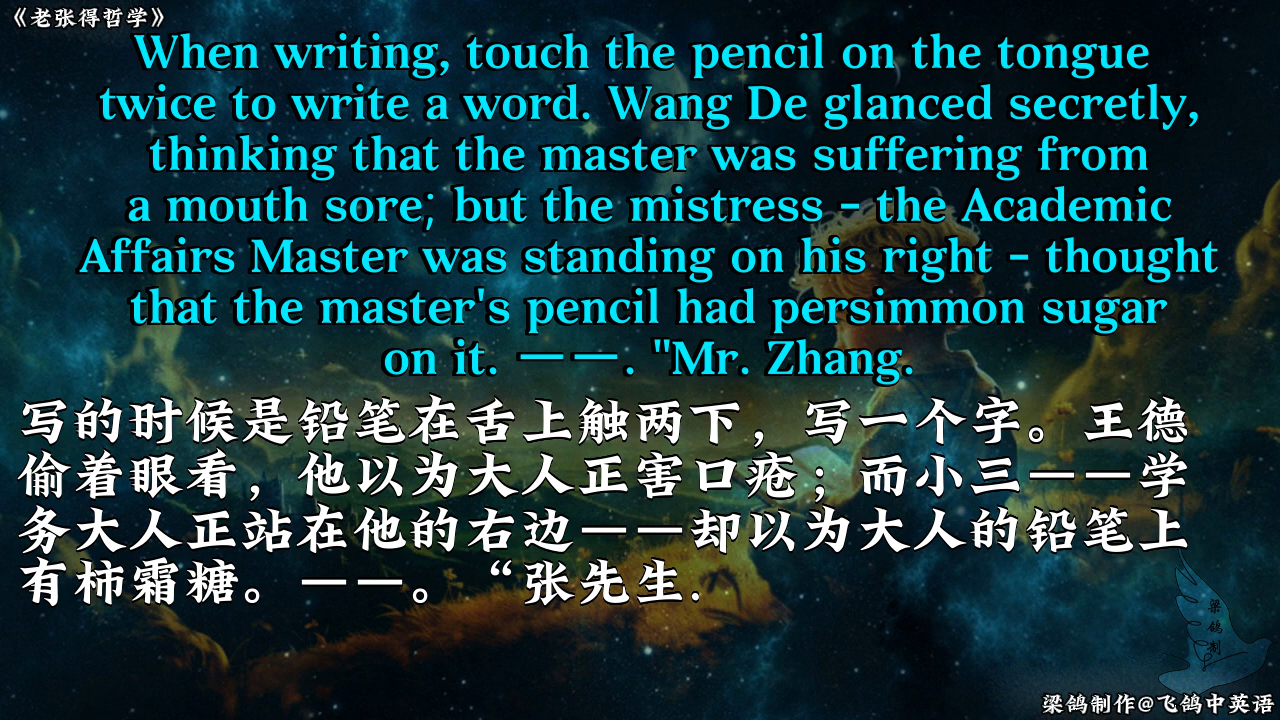 《老张得哲学》
When writing, touch the pencil on the tongue
twice to write a word. Wang De glanced secretly,
thinking that the master was suffering from
a mouth sore; but the mistress - the Academic
Affairs Master was standing on his right - thought
that the master's pencil had persimmon sugar
on it. ——. "Mr. Zhang.
写的时候是铅笔在舌上触两下，写一个字。王德
偷着眼看，他以为大人正害口疮；而小三——学
务大人正站在他的右边——却以为大人的铅笔上
有柿霜糖。——。“张先生.
梁鸽制
梁鸽制作@飞鸽中英语